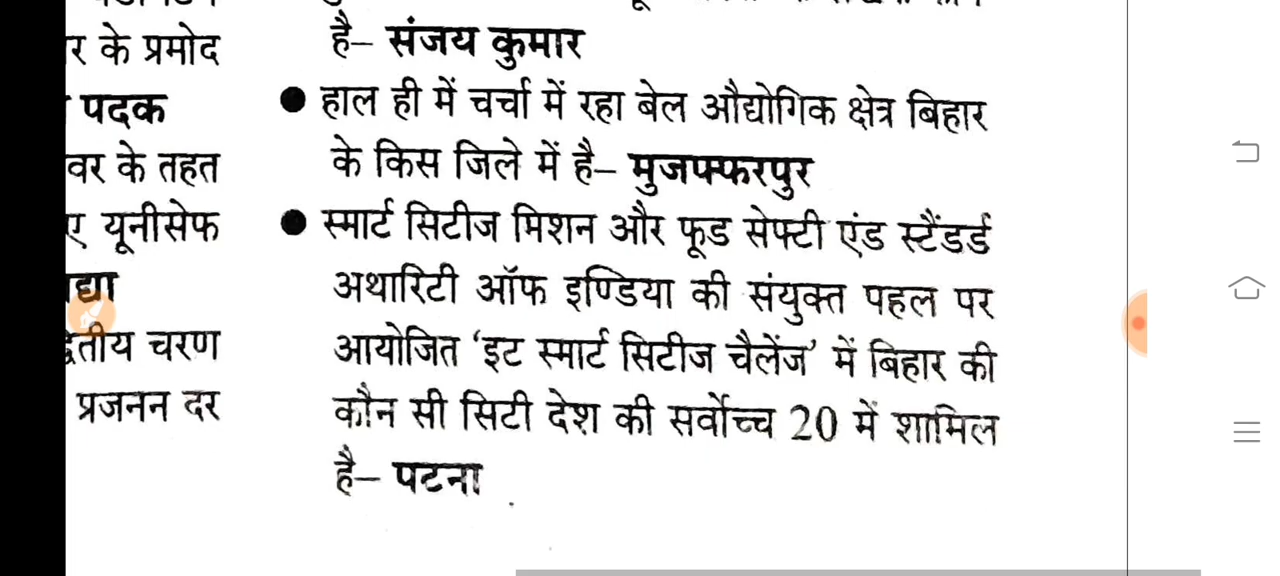 र के प्रमोद
पदक
वर के तहत
ए यूनीसेफ
द्या
द्वितीय चरण
प्रजनन दर
है– संजय कुमार
● हाल ही में चर्चा में रहा बेल औद्योगिक क्षेत्र बिहार
के किस जिले में है– मुजफ्फरपुर
● स्मार्ट सिटीज मिशन और फूड सेफ्टी एंड स्टैंडर्ड
अथारिटी ऑफ इण्डिया की संयुक्त पहल पर
आयोजित ‘इट स्मार्ट सिटीज चैलेंज’ में बिहार की
कौन सी सिटी देश की सर्वोच्च 20 में शामिल
है– पटना